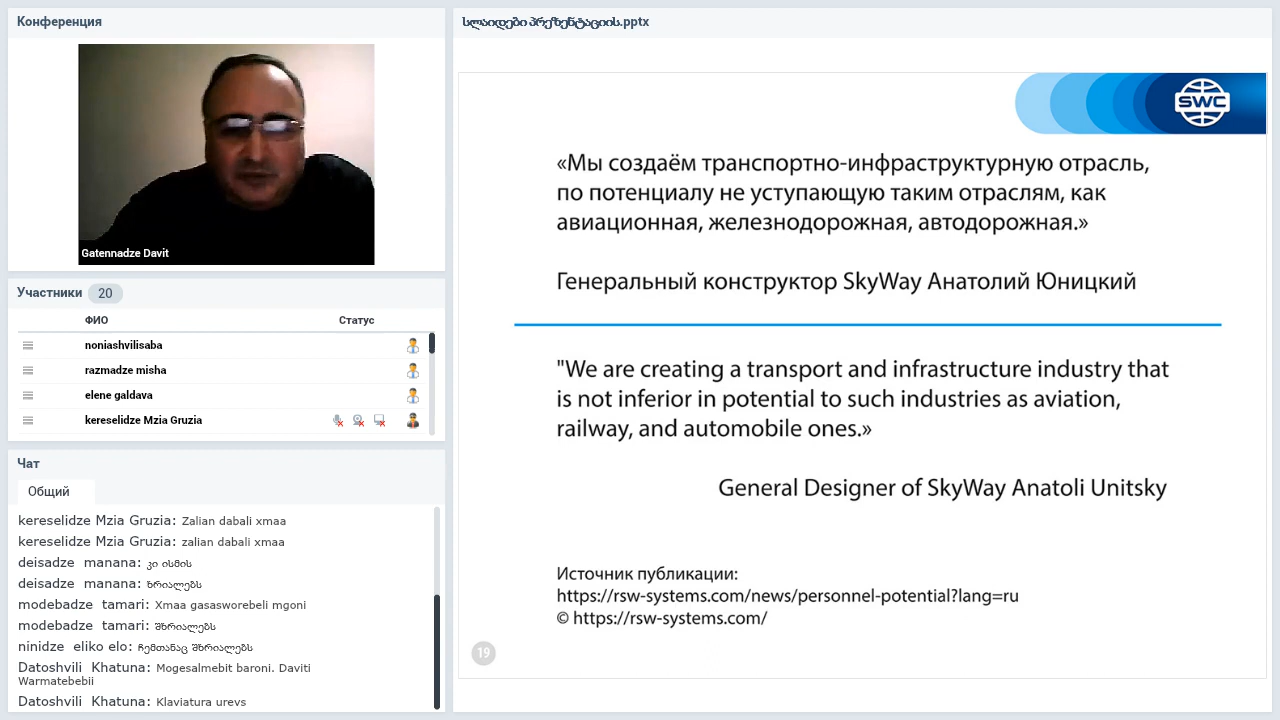 Конференция
Gatennadze Davit
Участники 20
ФИО Статус
noniashvilisaba
razmadze misha
elene galdava
kereselidze Mzia Gruzia
Чат
Общий
kereselidze Mzia Gruzia: Zalian dabali xmaa
kereselidze Mzia Gruzia: zalian dabali xmaa
deisadze manana: კი ისმის
deisadze manana: ხრიალებს
modebadze tamari: Xmaa gasasworebeli mgoni
modebadze tamari: შხრიალებს
ninidze eliko elo: ჩემთანაც შხრიალებს
Datoshvili Khatuna: Mogesalmebit baroni. Daviti
Warmatebebii
Datoshvili Khatuna: Klaviatura urevs
სლაიდები პრეზენტაციის.pptx
SWC
«Мы создаём транспортно-инфраструктурную отрасль,
по потенциалу не уступающую таким отраслям, как
авиационная, железнодорожная, автодорожная.»
Генеральный конструктор SkyWay Анатолий Юницкий
"We are creating a transport and infrastructure industry that
is not inferior in potential to such industries as aviation,
railway, and automobile ones.»
General Designer of SkyWay Anatoli Unitsky
Источник публикации:
https://rsw-systems.com/news/personnel-potential?lang=ru
© https://rsw-systems.com/
19